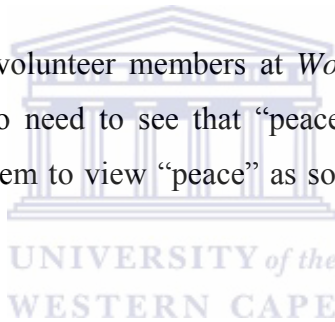 volunteer members at Wo
need to see that “peace
em to view “peace” as so
UNIVERSITY of the
WESTERN CAPE